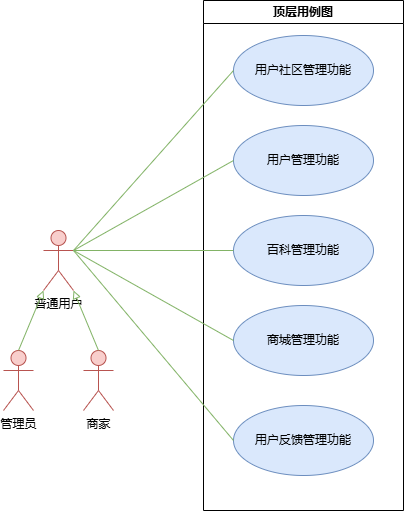 顶层用例图
用户社区管理功能
用户管理功能
百科管理功能
商城管理功能
用户反馈管理功能
普通用户
管理员
商家